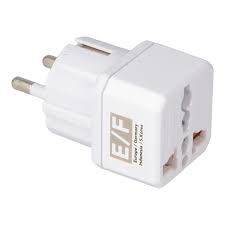 E/F
Europe / Germany
Indonesia / S.Korea